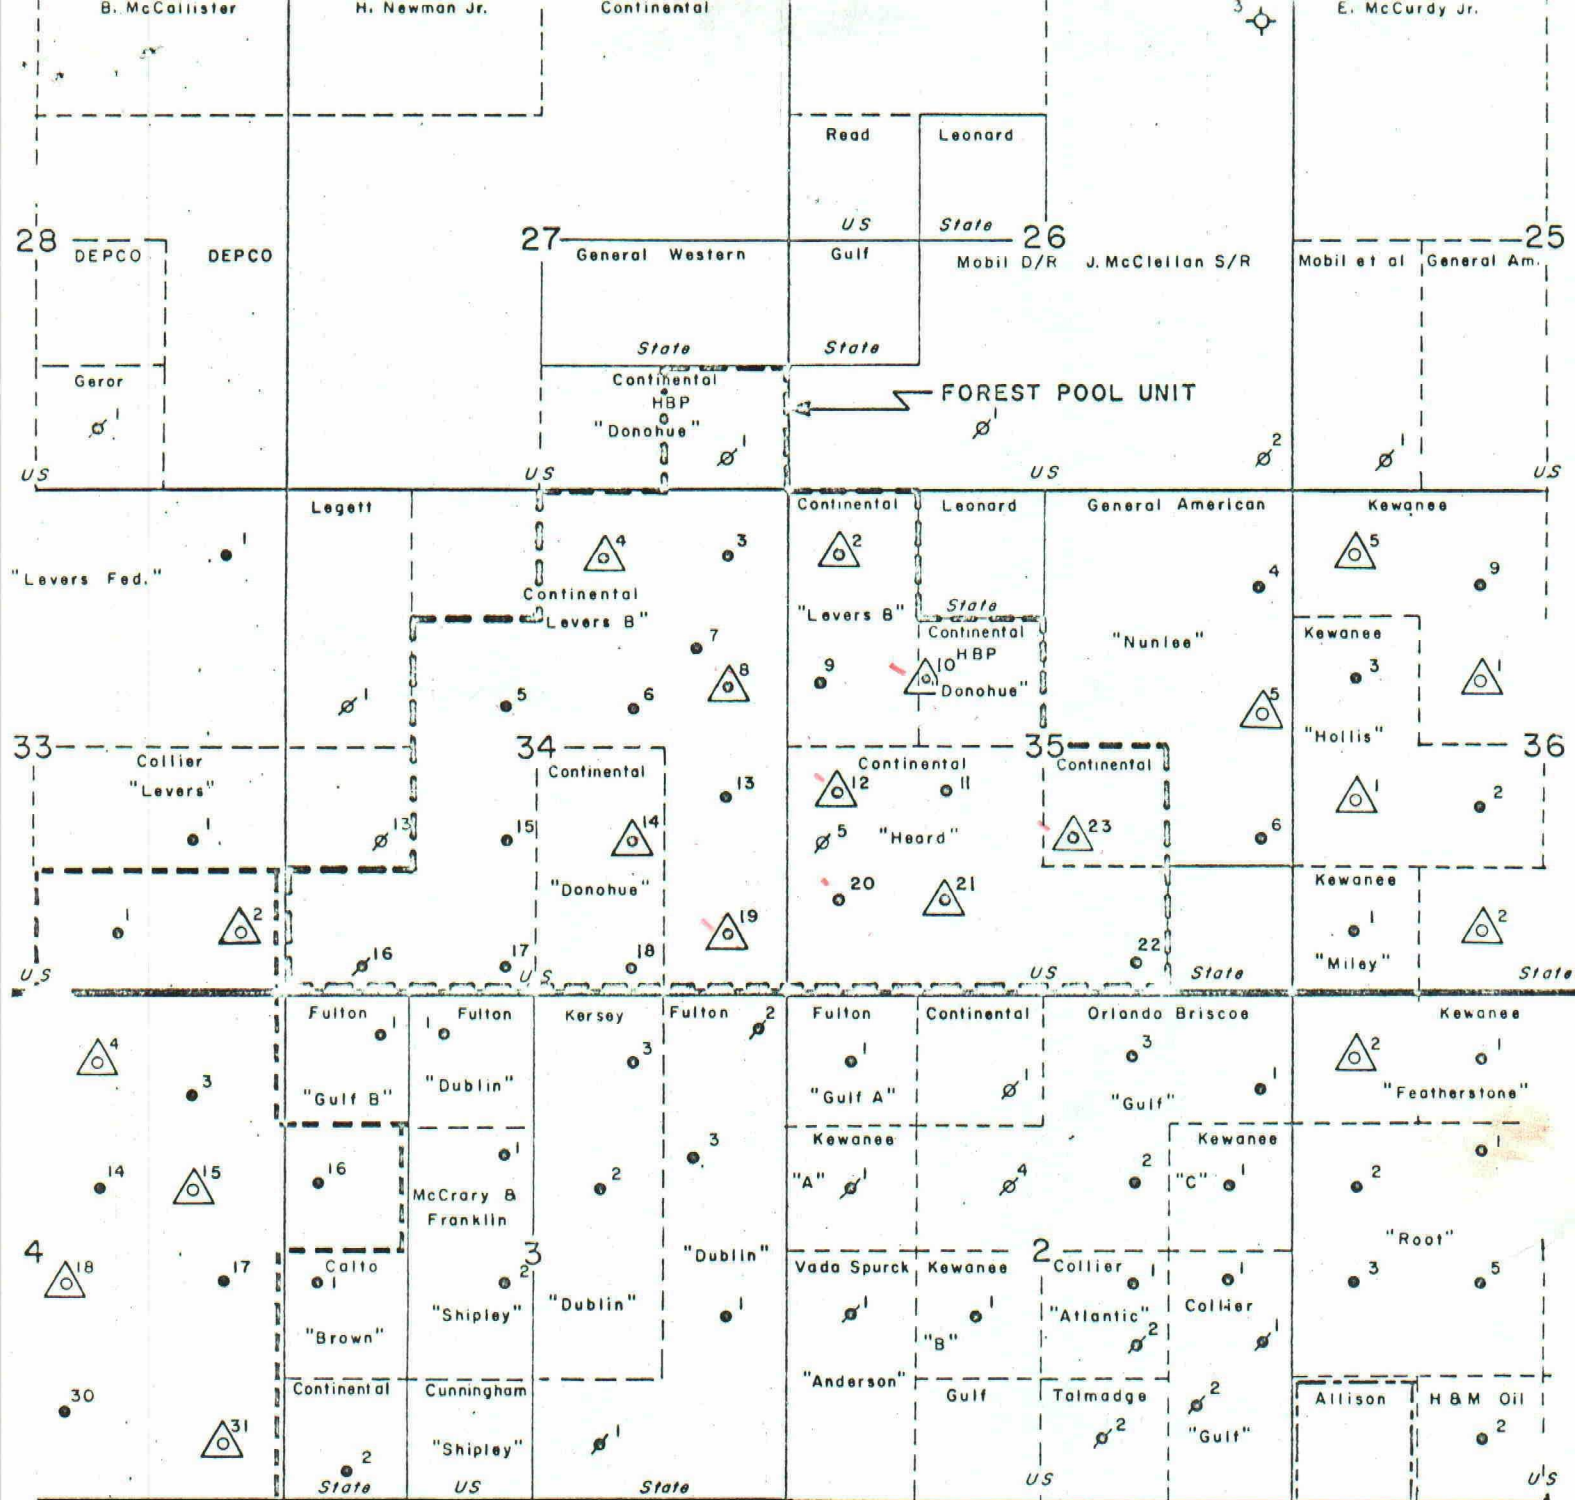 B. McCallister H. Newman Jr. Continental 3 E. McCurdy Jr.
Read Leonard
US State
28 27 26 25
DEPCO DEPCO General Western Gulf Mobil D/R J. McClellan S/R Mobil et al General Am.
State State
Geror Continental
HBP
FOREST POOL UNIT
1 "Donohue" 1 1 2 1
US US US US
Legett Continental Leonard General American Kewanee
1 4 3 2 5
"Levers Fed." 4 9
Continental "Levers B" State
Levers B" Continental Kewanee
HBP "Nunlee"
7 8 9 10 3 1
"Donohue"
1 5 6 5
"Hollis"
33 34 35 36
Collier Continental Continental Continental
"Levers" 13 12 11 1 2
1 13 15 14 5 "Heard" 23 6
"Donohue" 20 21 Kewanee
1 2 19 1 2
16 17 18 22 "Miley"
US US US State State
Fulton Fulton Kersey Fulton 2 Fulton Continental Orlando Briscoe Kewanee
1 1
4 3 1 3 2 1
3 "Gulf B" "Dublin" "Gulf A" 1 "Gulf" 1 "Featherstone"
Kewanee Kewanee
1 3 1
14 15 16 2 "A" 1 4 2 "C" 1 2
McCrary &
Franklin
"Root"
4 3 2
"Dublin"
Calto Vada Spurck Kewanee Collier
18 17 1 2 1 1 3 5
"Shipley" "Dublin" 1 1 1 "Atlantic" Collier
"Brown" "B" 2 1
"Anderson"
Continental Cunningham Gulf Talmadge Allison H & M Oil
30 2
31 "Shipley" 1 2 "Gulf" 2
2
State US State US US